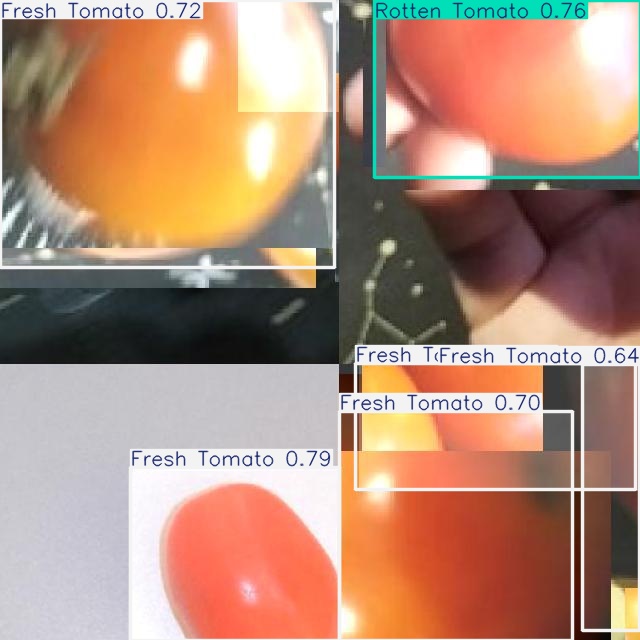 Fresh Tomato 0.72
Rotten Tomato 0.76
Fresh T
Fresh Tomato 0.64
Fresh Tomato 0.70
Fresh Tomato 0.79